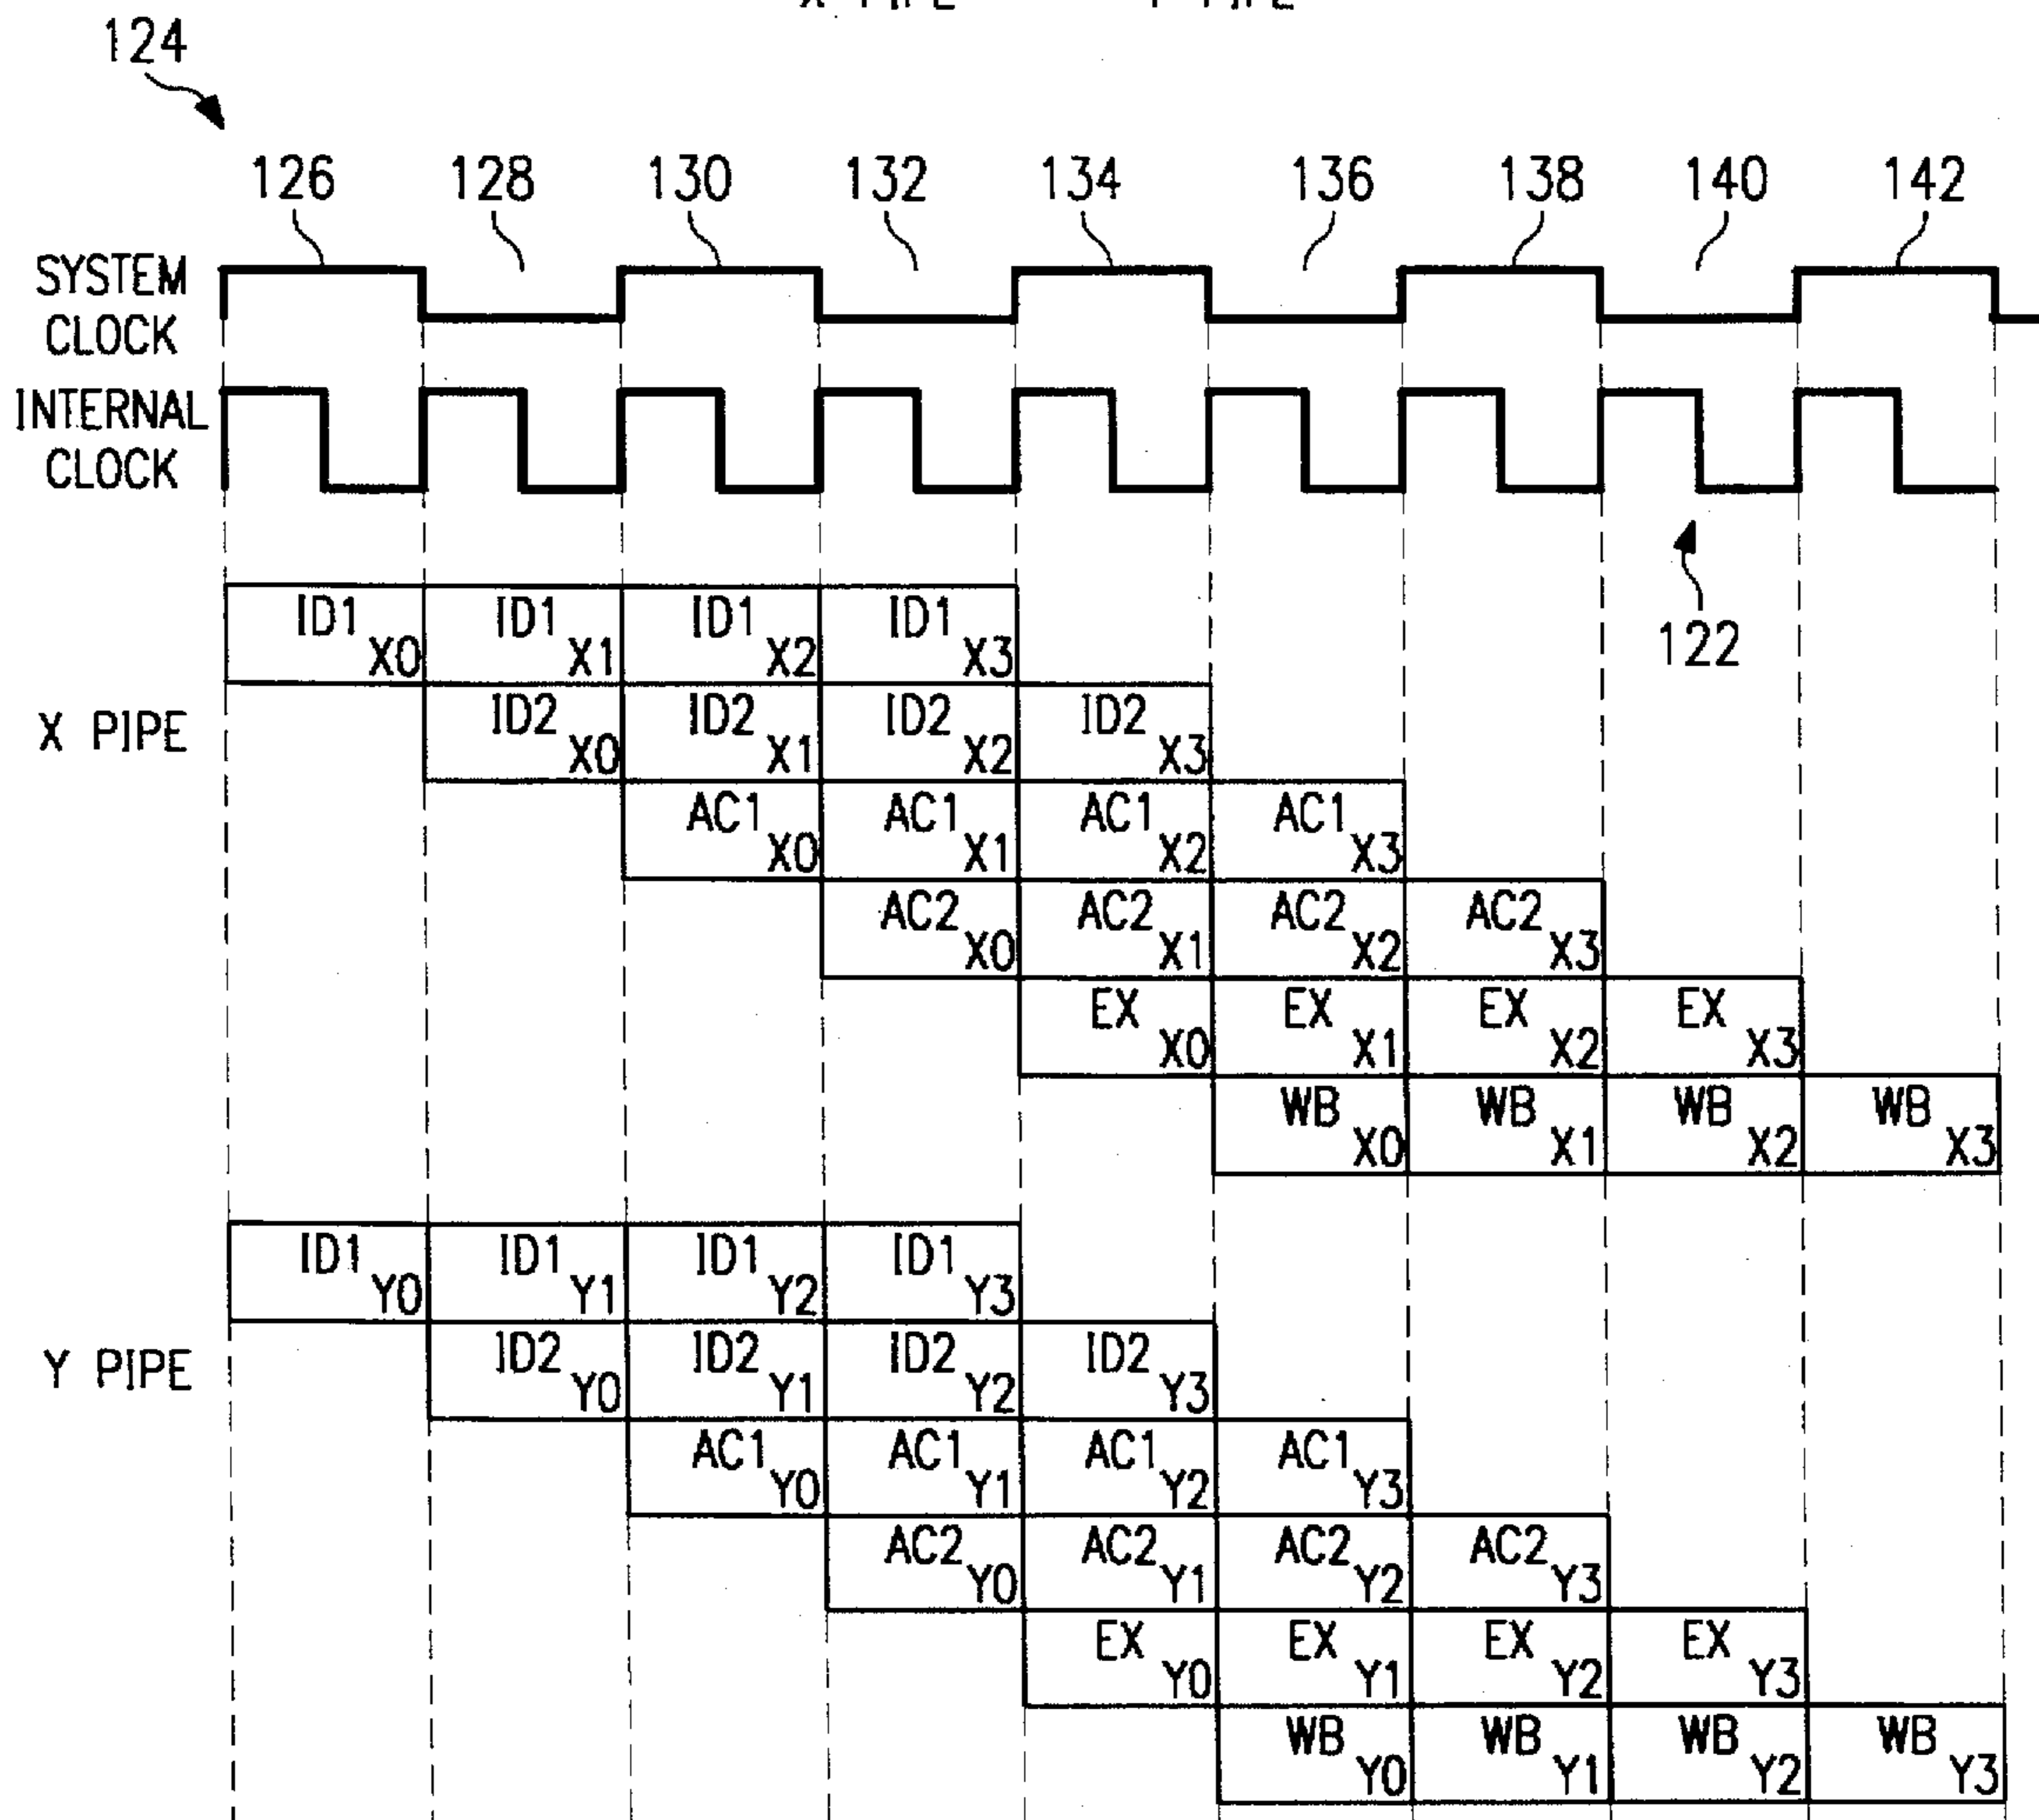 X PIPE Y PIPE
124
126 128 130 132 134 136 138 140 142
SYSTEM
CLOCK
INTERNAL
CLOCK
122
X PIPE
ID1 X0 ID1 X1 ID1 X2 ID1 X3
ID2 X0 ID2 X1 ID2 X2 ID2 X3
AC1 X0 AC1 X1 AC1 X2 AC1 X3
AC2 X0 AC2 X1 AC2 X2 AC2 X3
EX X0 EX X1 EX X2 EX X3
WB X0 WB X1 WB X2 WB X3
Y PIPE
ID1 Y0 ID1 Y1 ID1 Y2 ID1 Y3
ID2 Y0 ID2 Y1 ID2 Y2 ID2 Y3
AC1 Y0 AC1 Y1 AC1 Y2 AC1 Y3
AC2 Y0 AC2 Y1 AC2 Y2 AC2 Y3
EX Y0 EX Y1 EX Y2 EX Y3
WB Y0 WB Y1 WB Y2 WB Y3